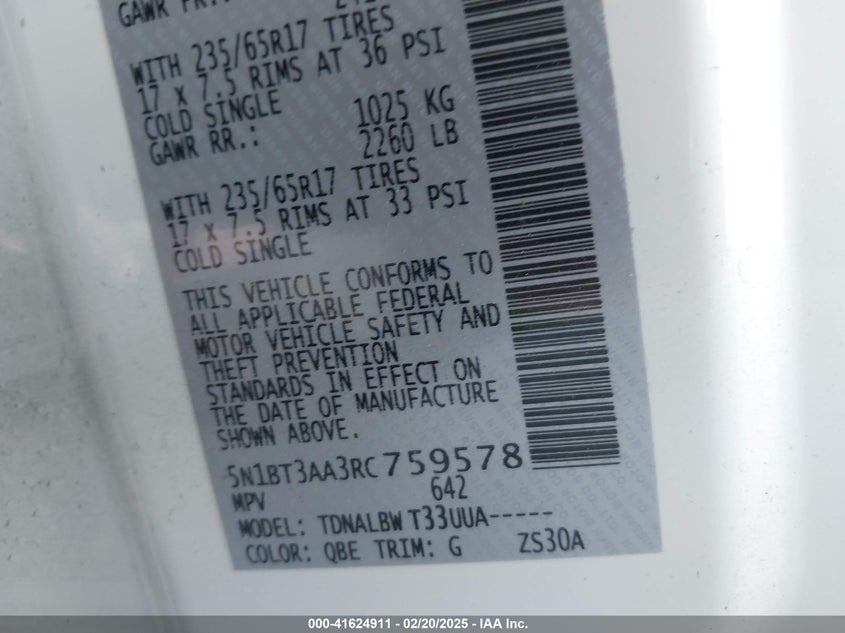 GAWR FR.:
WITH 235/65R17 TIRES
17 X 7.5 RIMS AT 36 PSI
COLD SINGLE 1025 KG
GAWR RR.: 2260 LB
WITH 235/65R17 TIRES
17 X 7.5 RIMS AT 33 PSI
COLD SINGLE
THIS VEHICLE CONFORMS TO
ALL APPLICABLE FEDERAL
MOTOR VEHICLE SAFETY AND
THEFT PREVENTION
STANDARDS IN EFFECT ON
THE DATE OF MANUFACTURE
SHOWN ABOVE.
5N1BT3AA3RC759578
MPV 642
MODEL: TDNALBW T33UUA-----
COLOR: QBE TRIM: G ZS30A
000-41624911 - 02/20/2025 - IAA Inc.